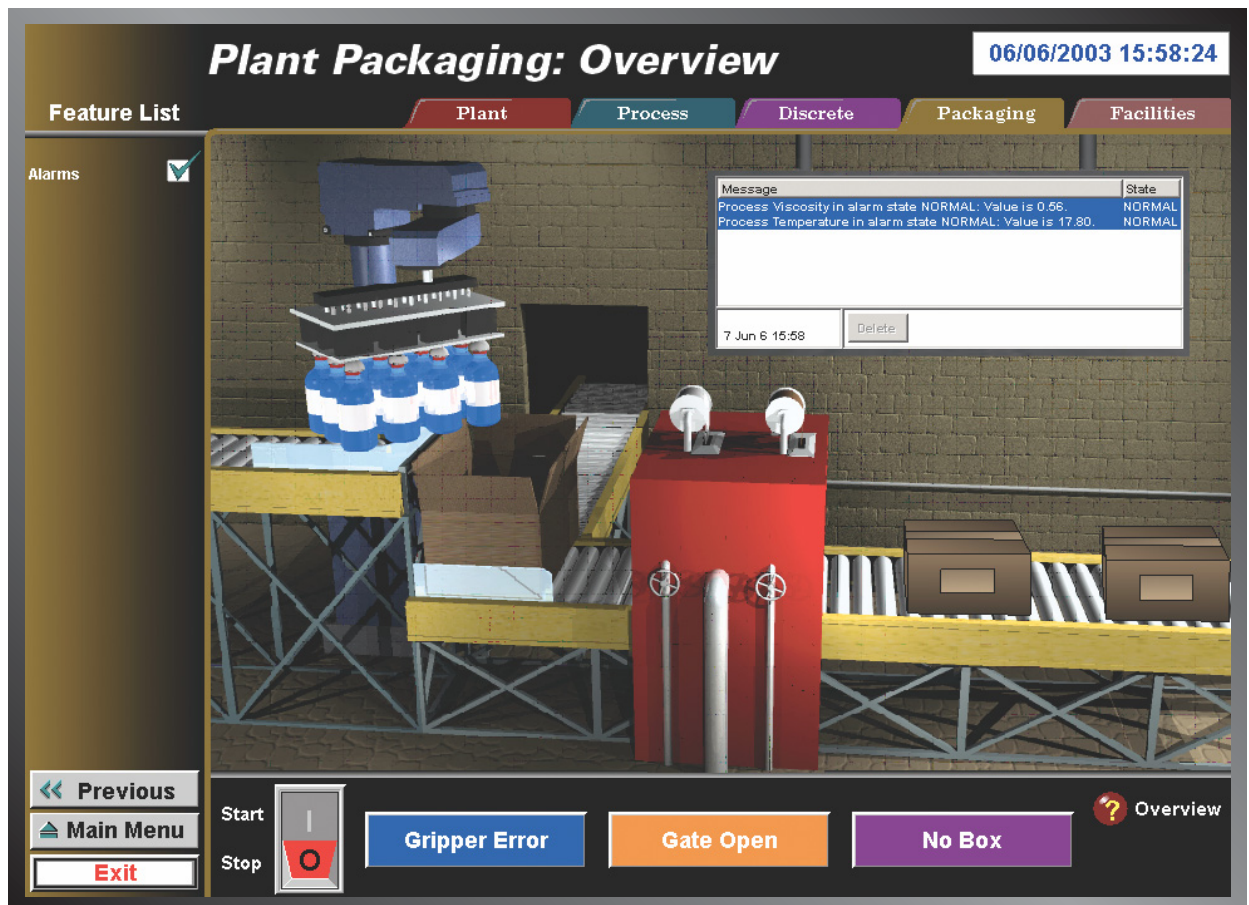 Plant Packaging: Overview
06/06/2003 15:58:24
Feature List
Plant
Process
Discrete
Packaging
Facilities
Alarms
Message State
Process Viscosity in alarm state NORMAL: Value is 0.56. NORMAL
Process Temperature in alarm state NORMAL: Value is 17.80. NORMAL
7 Jun 6 15:58
Delete
Previous
Main Menu
Exit
Start
Stop
I
O
Gripper Error
Gate Open
No Box
? Overview